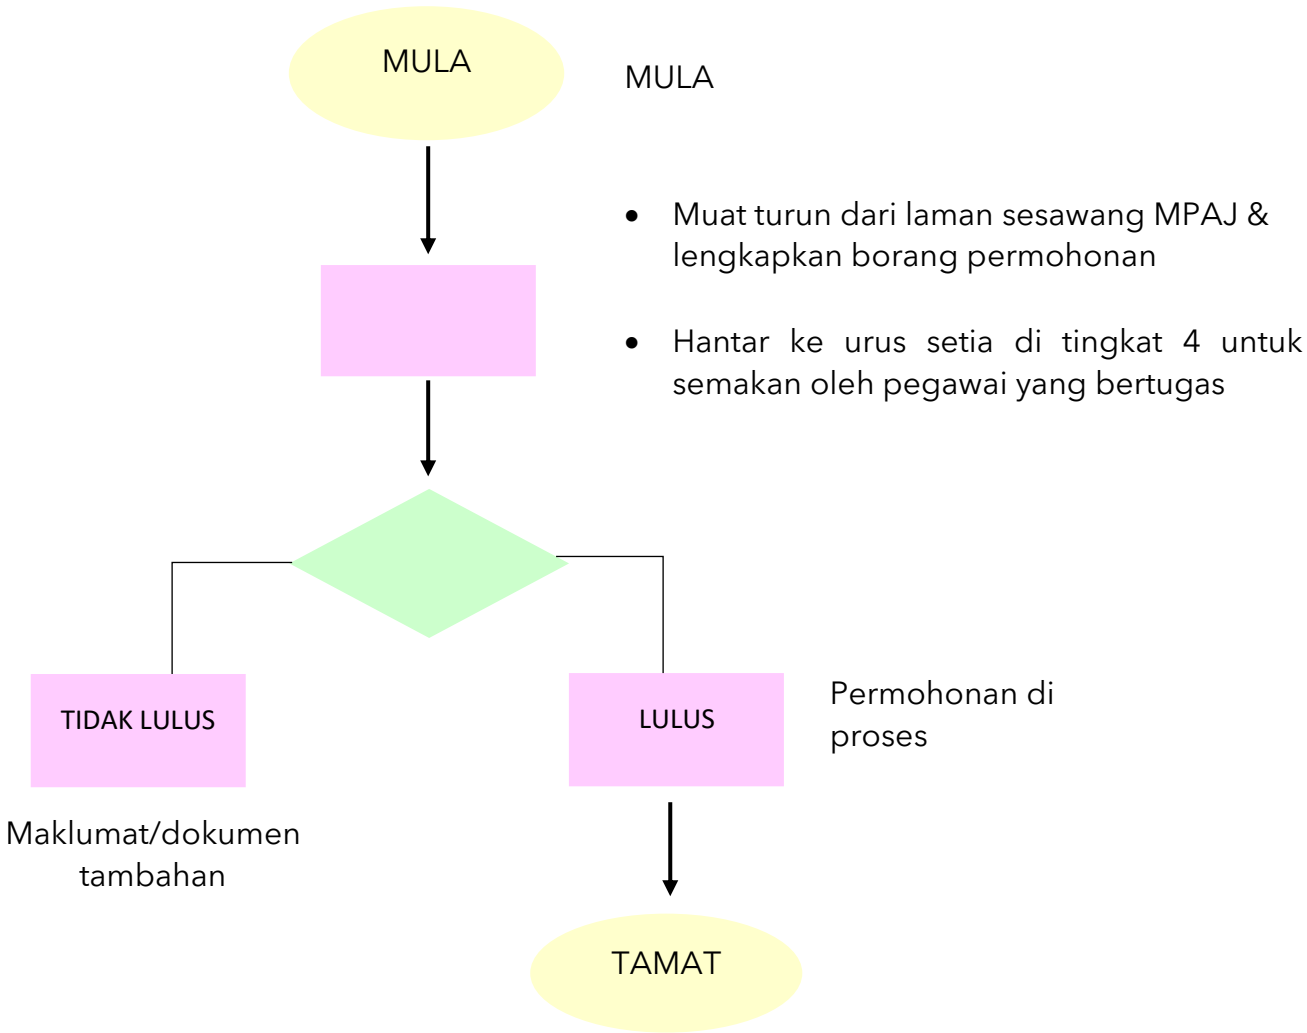 MULA
MULA
• Muat turun dari laman sesawang MPAJ &
lengkapkan borang permohonan
• Hantar ke urus setia di tingkat 4 untuk
semakan oleh pegawai yang bertugas
TIDAK LULUS
LULUS
Permohonan di
proses
Maklumat/dokumen
tambahan
TAMAT